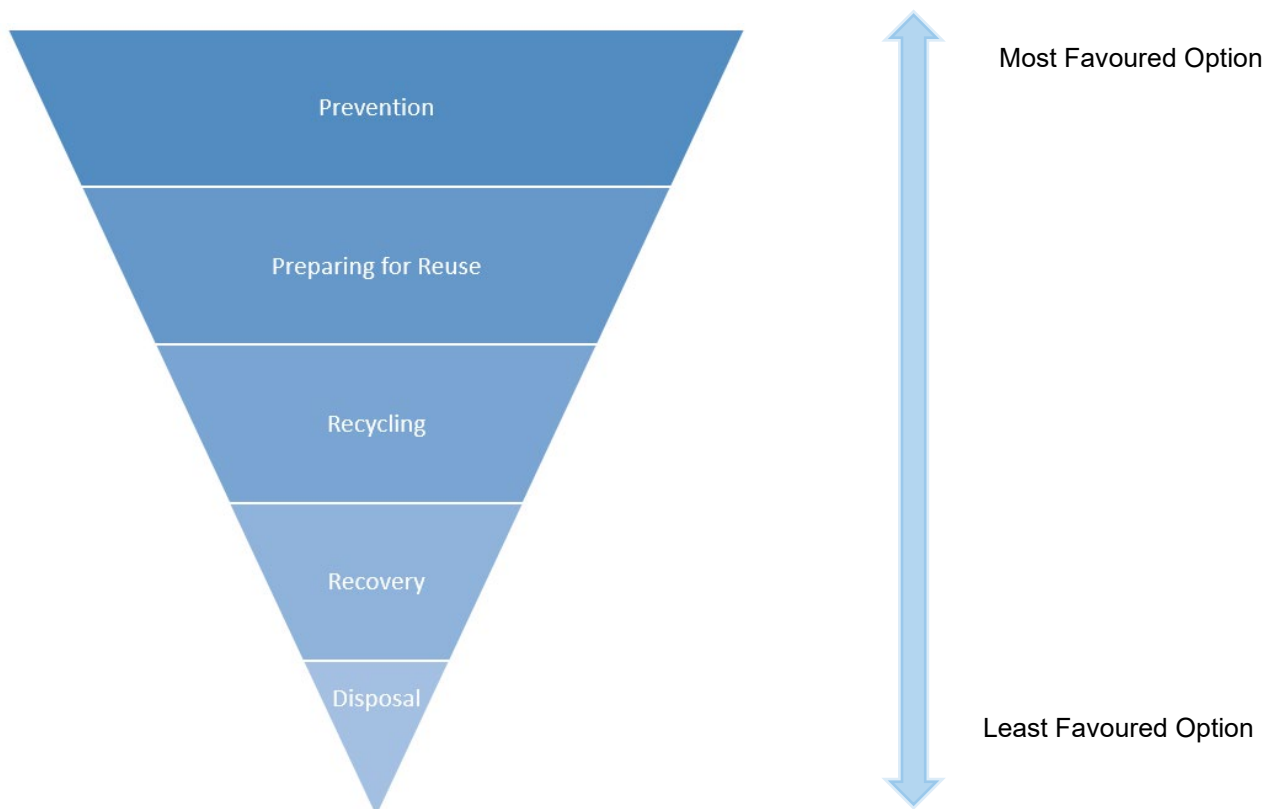 Most Favoured Option
Prevention
Preparing for Reuse
Recycling
Recovery
Disposal
Least Favoured Option